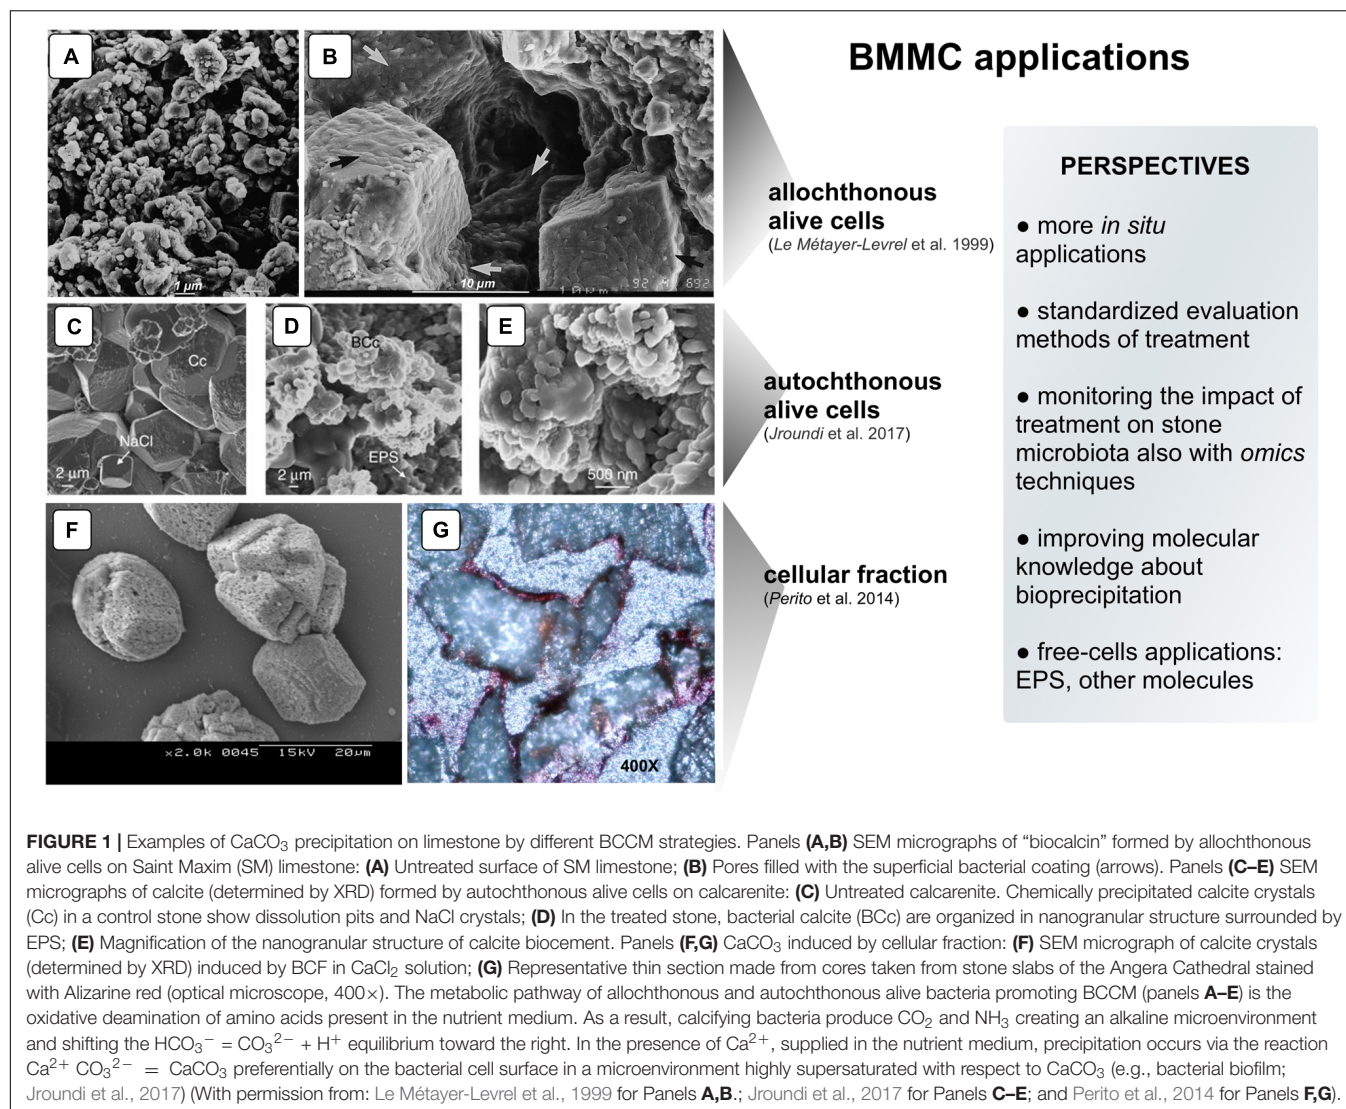 A
B
1 µm
10 µm
BMMC applications
allochthonous
alive cells
(Le Métayer-Levrel et al. 1999)
C
Cc
NaCl
2 µm
D
BCc
EPS
2 µm
E
500 nm
autochthonous
alive cells
(Jroundi et al. 2017)
F
x2.0k 0045 15kV 20µm
G
400X
cellular fraction
(Perito et al. 2014)
PERSPECTIVES
● more in situ
applications
● standardized evaluation
methods of treatment
● monitoring the impact of
treatment on stone
microbiota also with omics
techniques
● improving molecular
knowledge about
bioprecipitation
● free-cells applications:
EPS, other molecules
FIGURE 1 | Examples of CaCO₃ precipitation on limestone by different BCCM strategies. Panels (A,B) SEM micrographs of “biocalcin” formed by allochthonous
alive cells on Saint Maxim (SM) limestone: (A) Untreated surface of SM limestone; (B) Pores filled with the superficial bacterial coating (arrows). Panels (C–E) SEM
micrographs of calcite (determined by XRD) formed by autochthonous alive cells on calcarenite: (C) Untreated calcarenite. Chemically precipitated calcite crystals
(Cc) in a control stone show dissolution pits and NaCl crystals; (D) In the treated stone, bacterial calcite (BCc) are organized in nanogranular structure surrounded by
EPS; (E) Magnification of the nanogranular structure of calcite biocement. Panels (F,G) CaCO₃ induced by cellular fraction: (F) SEM micrograph of calcite crystals
(determined by XRD) induced by BCF in CaCl₂ solution; (G) Representative thin section made from cores taken from stone slabs of the Angera Cathedral stained
with Alizarine red (optical microscope, 400×). The metabolic pathway of allochthonous and autochthonous alive bacteria promoting BCCM (panels A–E) is the
oxidative deamination of amino acids present in the nutrient medium. As a result, calcifying bacteria produce CO₂ and NH₃ creating an alkaline microenvironment
and shifting the HCO₃⁻ = CO₃²⁻ + H⁺ equilibrium toward the right. In the presence of Ca²⁺, supplied in the nutrient medium, precipitation occurs via the reaction
Ca²⁺ CO₃²⁻ = CaCO₃ preferentially on the bacterial cell surface in a microenvironment highly supersaturated with respect to CaCO₃ (e.g., bacterial biofilm;
Jroundi et al., 2017) (With permission from: Le Métayer-Levrel et al., 1999 for Panels A,B.; Jroundi et al., 2017 for Panels C–E; and Perito et al., 2014 for Panels F,G).